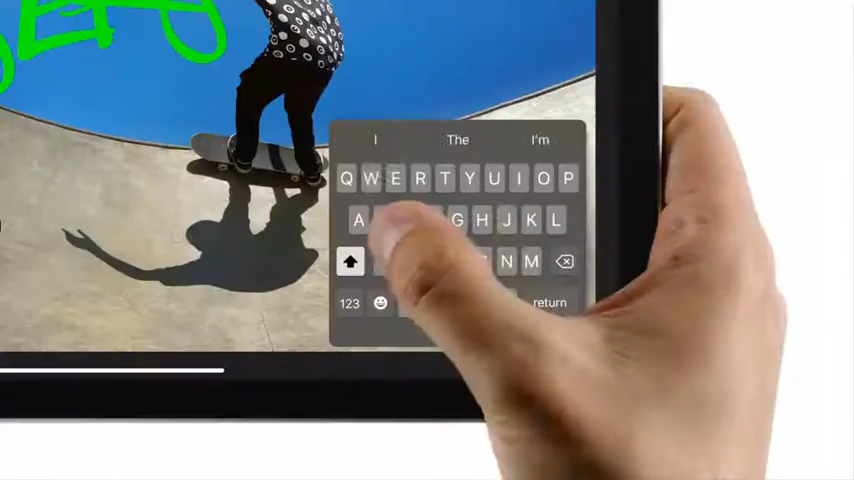 I The I'm
Q W E R T Y U I O P
A G H J K L
N M
123 return